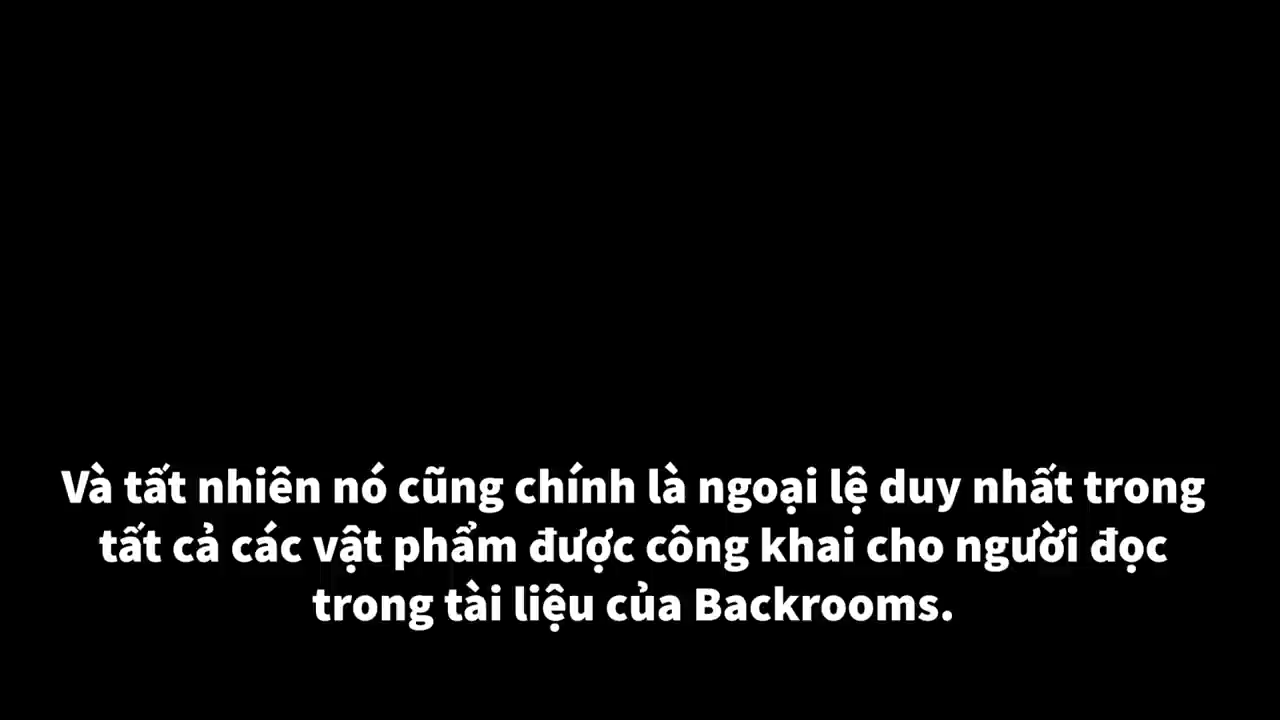 Và tất nhiên nó cũng chính là ngoại lệ duy nhất trong
tất cả các vật phẩm được công khai cho người đọc
trong tài liệu của Backrooms.